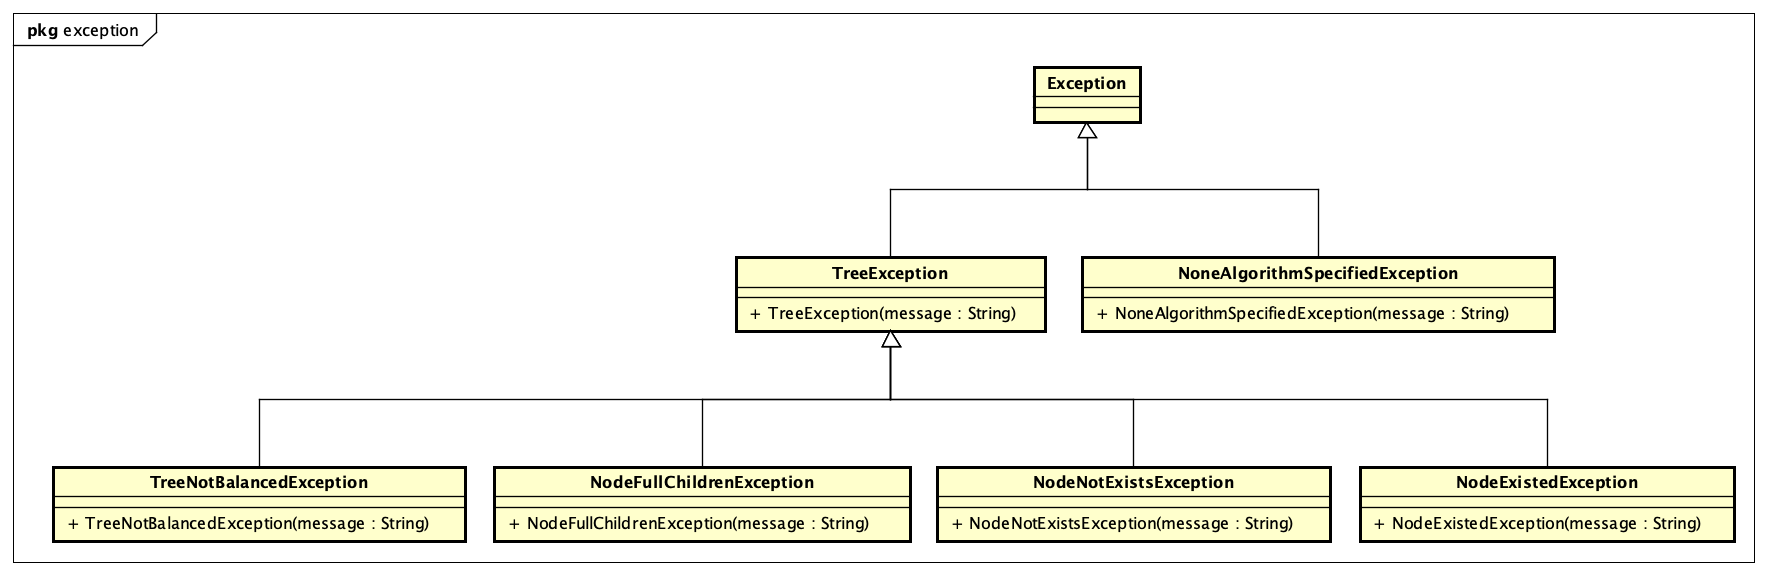 pkg exception
Exception
TreeException
+ TreeException(message : String)
NoneAlgorithmSpecifiedException
+ NoneAlgorithmSpecifiedException(message : String)
TreeNotBalancedException
+ TreeNotBalancedException(message : String)
NodeFullChildrenException
+ NodeFullChildrenException(message : String)
NodeNotExistsException
+ NodeNotExistsException(message : String)
NodeExistedException
+ NodeExistedException(message : String)